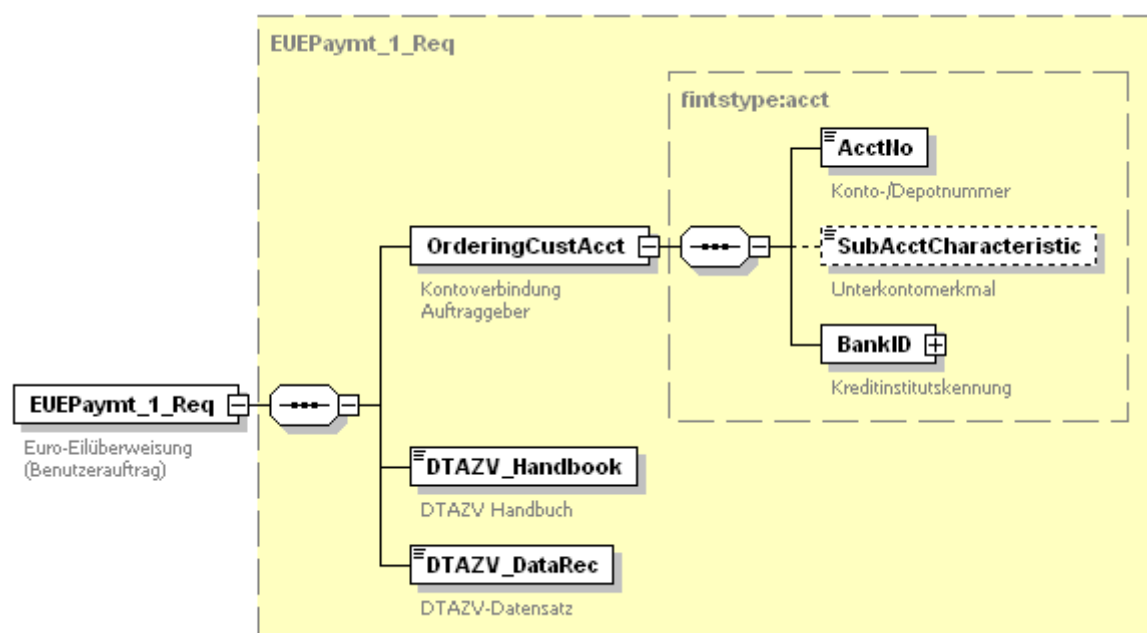 EUEPaymt_1_Req
fintstype:acct
AcctNo
Konto-/Depotnummer
OrderingCustAcct
Kontoverbindung
Auftraggeber
SubAcctCharacteristic
Unterkontomerkmal
BankID
Kreditinstitutskennung
EUEPaymt_1_Req
Euro-Eilüberweisung
(Benutzerauftrag)
DTAZV_Handbook
DTAZV Handbuch
DTAZV_DataRec
DTAZV-Datensatz